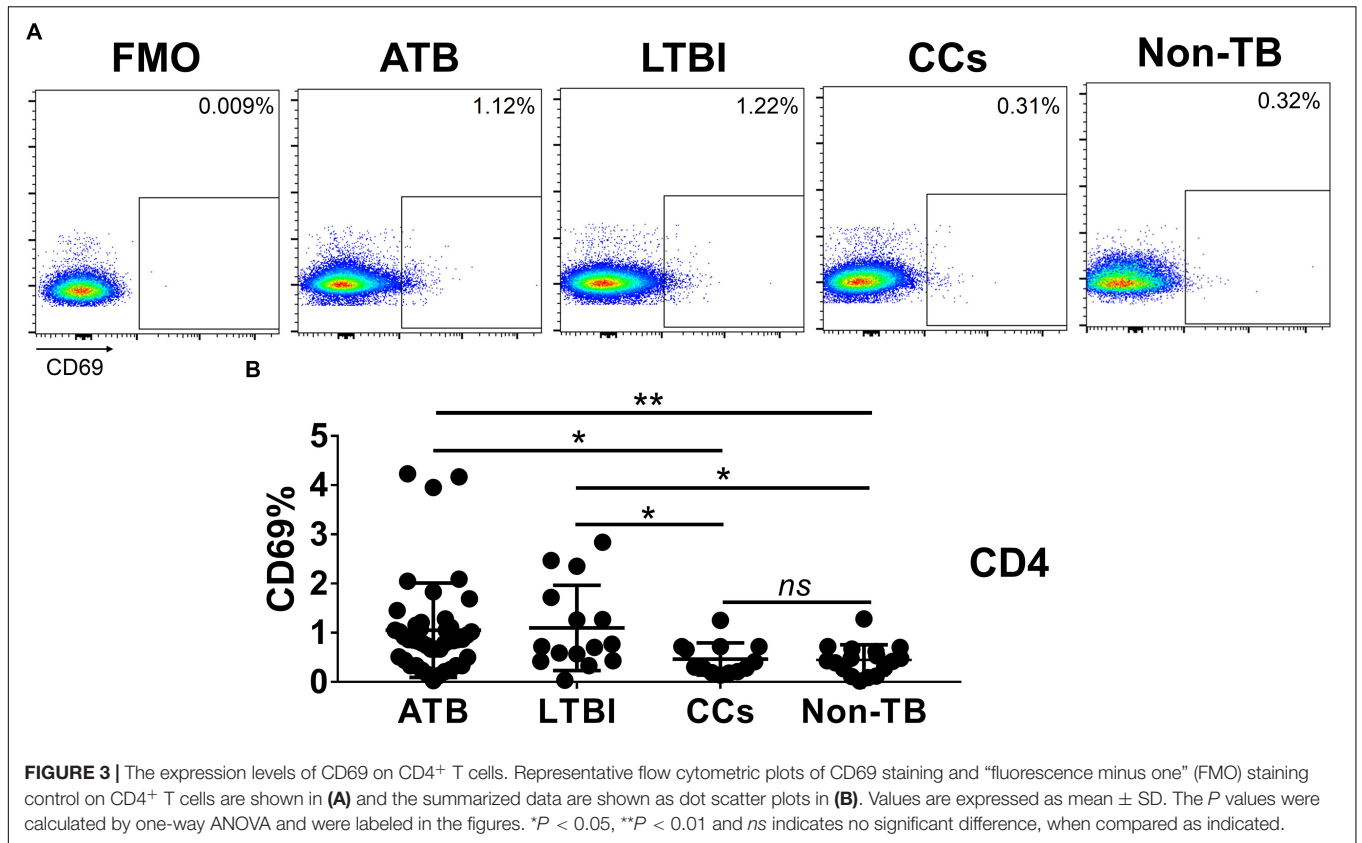 A
FMO ATB LTBI CCs Non-TB
0.009% 1.12% 1.22% 0.31% 0.32%
CD69
B
**
*
*
*
ns
CD69%
5
4
3
2
1
0
CD4
ATB LTBI CCs Non-TB
FIGURE 3 | The expression levels of CD69 on CD4+ T cells. Representative flow cytometric plots of CD69 staining and “fluorescence minus one” (FMO) staining
control on CD4+ T cells are shown in (A) and the summarized data are shown as dot scatter plots in (B). Values are expressed as mean ± SD. The P values were
calculated by one-way ANOVA and were labeled in the figures. *P < 0.05, **P < 0.01 and ns indicates no significant difference, when compared as indicated.